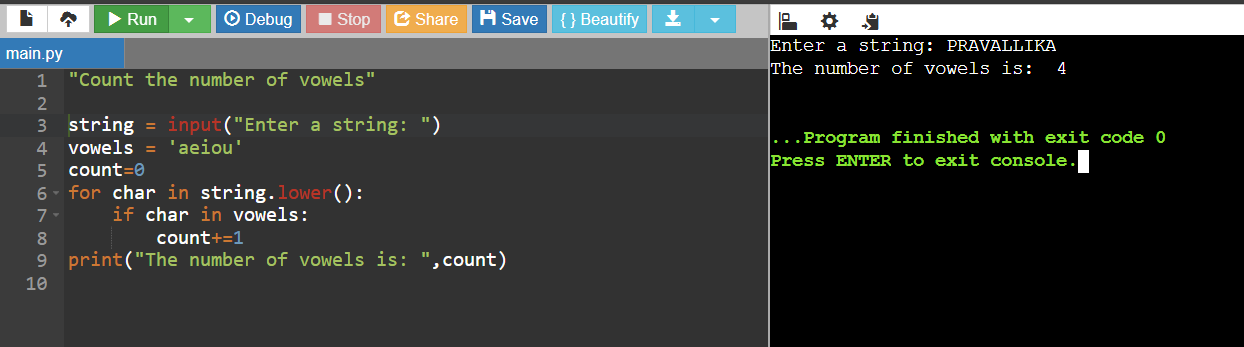 Run Debug Stop Share Save { } Beautify
main.py
1 "Count the number of vowels"
2
3 string = input("Enter a string: ")
4 vowels = 'aeiou'
5 count=0
6 for char in string.lower():
7     if char in vowels:
8         count+=1
9 print("The number of vowels is: ",count)
10
Enter a string: PRAVALLIKA
The number of vowels is:  4
...Program finished with exit code 0
Press ENTER to exit console.